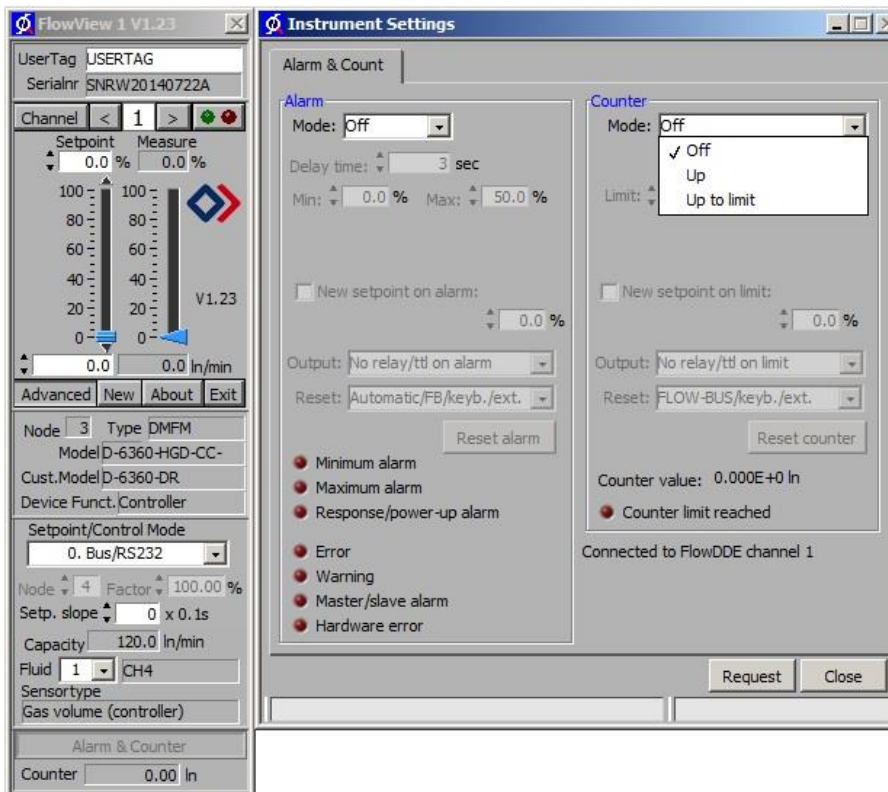 FlowView 1 V1.23
UserTag USERTAG
Serialnr SNRW20140722A
Channel < 1 >
Setpoint Measure
0.0 % 0.0 %
100 100
80 80
60 60
40 40
20 20
0 0
V1.23
0.0 0.0 ln/min
Advanced New About Exit
Node 3 Type DMFM
Model D-6360-HGD-CC-
Cust.Model D-6360-DR
Device Funct. Controller
Setpoint/Control Mode
0. Bus/RS232
Node 4 Factor 100.00 %
Setp. slope 0 x 0.1s
Capacity 120.0 ln/min
Fluid 1 CH4
Sensortype
Gas volume (controller)
Alarm & Counter
Counter 0.00 ln
Instrument Settings
Alarm & Count
Alarm
Mode: Off
Delay time: 3 sec
Min: 0.0 % Max: 50.0 %
New setpoint on alarm:
0.0 %
Output: No relay/ttl on alarm
Reset: Automatic/FB/keyb./ext.
Reset alarm
Minimum alarm
Maximum alarm
Response/power-up alarm
Error
Warning
Master/slave alarm
Hardware error
Counter
Mode: Off
Off
Up
Up to limit
Limit:
New setpoint on limit:
0.0 %
Output: No relay/ttl on limit
Reset: FLOW-BUS/keyb./ext.
Reset counter
Counter value: 0.000E+0 ln
Counter limit reached
Connected to FlowDDE channel 1
Request Close